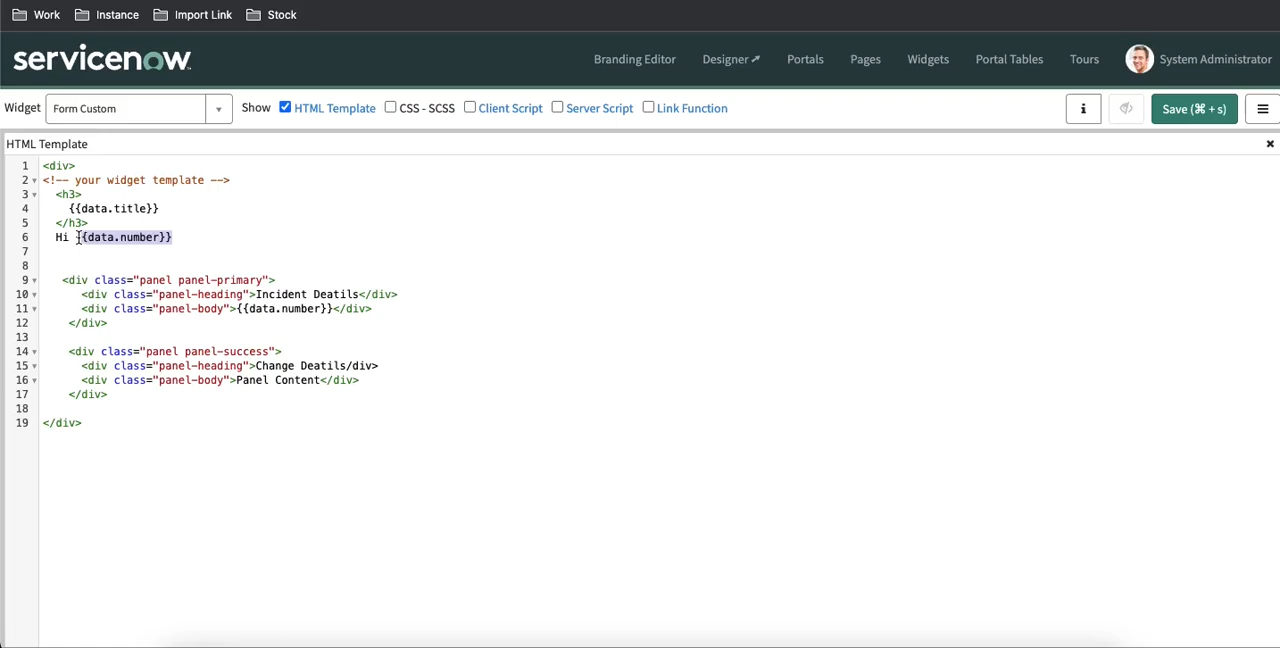 Work Instance Import Link Stock
servicenow Branding Editor Designer Portals Pages Widgets Portal Tables Tours System Administrator
Widget Form Custom Show HTML Template CSS - SCSS Client Script Server Script Link Function i Save (⌘ + s)
HTML Template ×
1 <div>
2 <!-- your widget template -->
3 <h3>
4 {{data.title}}
5 </h3>
6 Hi {{data.number}}
7
8
9 <div class="panel panel-primary">
10 <div class="panel-heading">Incident Deatils</div>
11 <div class="panel-body">{{data.number}}</div>
12 </div>
13
14 <div class="panel panel-success">
15 <div class="panel-heading">Change Deatils/div>
16 <div class="panel-body">Panel Content</div>
17 </div>
18
19 </div>